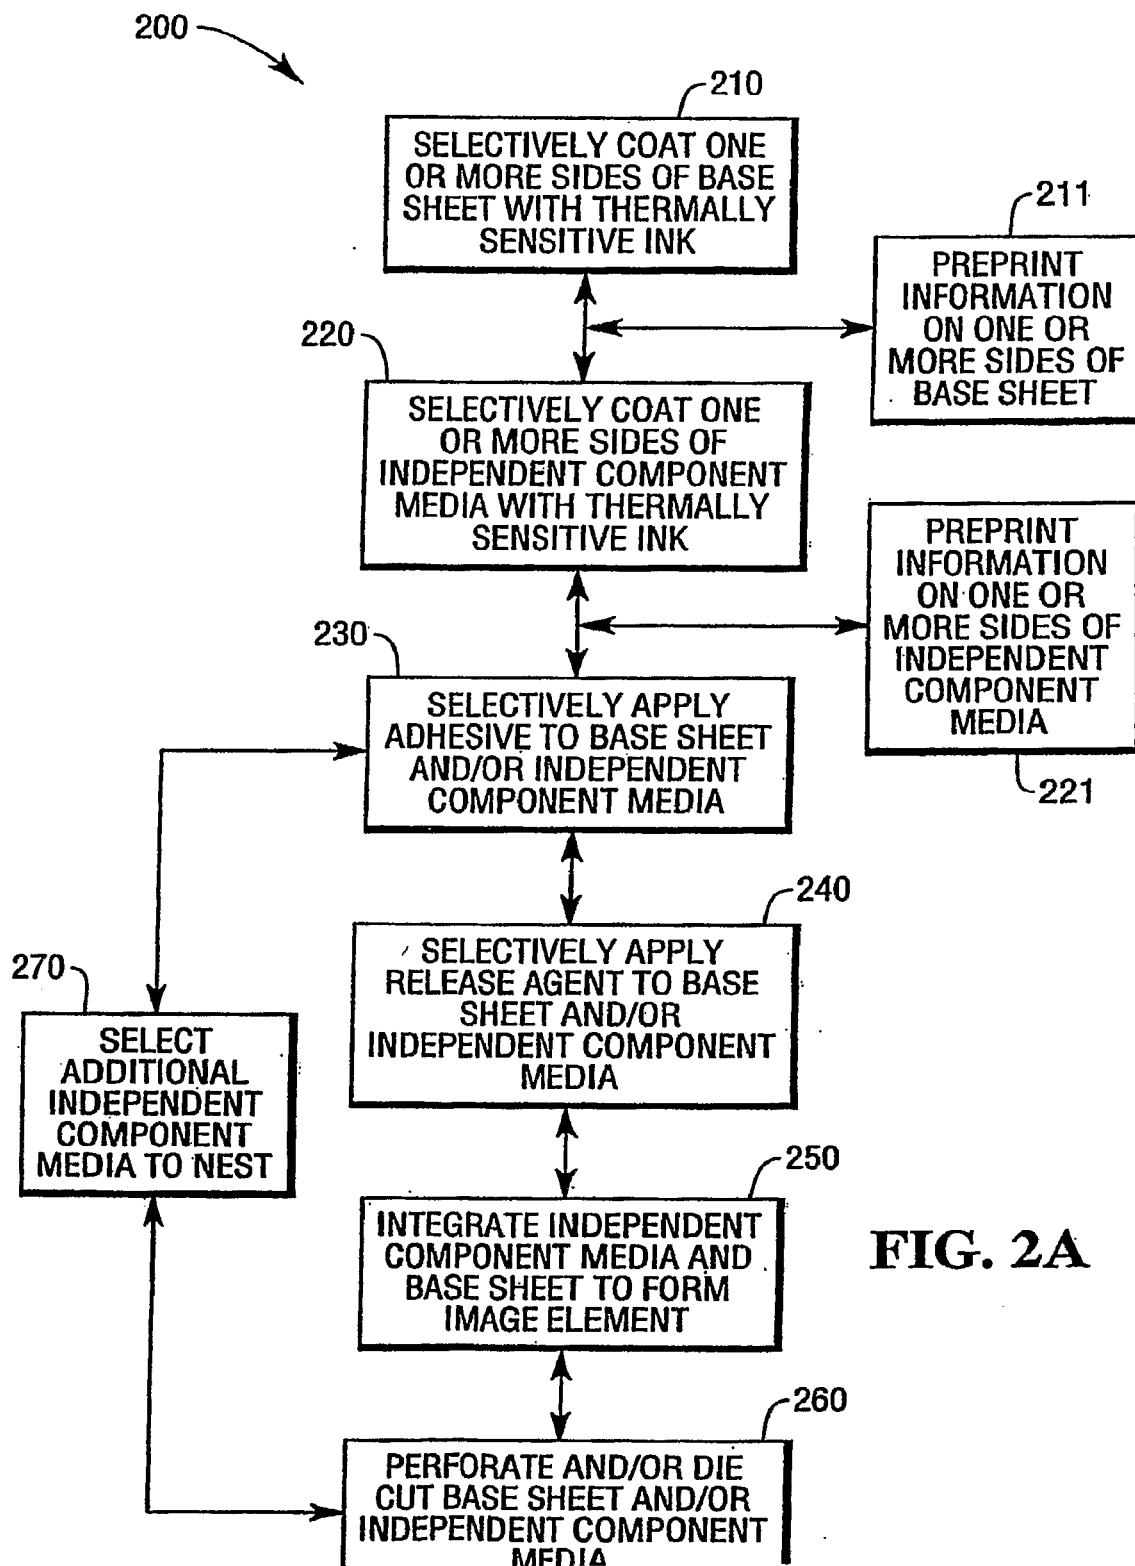 200
210
SELECTIVELY COAT ONE
OR MORE SIDES OF BASE
SHEET WITH THERMALLY
SENSITIVE INK
211
PREPRINT
INFORMATION
ON ONE OR
MORE SIDES OF
BASE SHEET
220
SELECTIVELY COAT ONE
OR MORE SIDES OF
INDEPENDENT COMPONENT
MEDIA WITH THERMALLY
SENSITIVE INK
PREPRINT
INFORMATION
ON ONE OR
MORE SIDES OF
INDEPENDENT
COMPONENT
MEDIA
221
230
SELECTIVELY APPLY
ADHESIVE TO BASE SHEET
AND/OR INDEPENDENT
COMPONENT MEDIA
240
SELECTIVELY APPLY
RELEASE AGENT TO BASE
SHEET AND/OR
INDEPENDENT COMPONENT
MEDIA
270
SELECT
ADDITIONAL
INDEPENDENT
COMPONENT
MEDIA TO NEST
250
INTEGRATE INDEPENDENT
COMPONENT MEDIA AND
BASE SHEET TO FORM
IMAGE ELEMENT
FIG. 2A
260
PERFORATE AND/OR DIE
CUT BASE SHEET AND/OR
INDEPENDENT COMPONENT
MEDIA